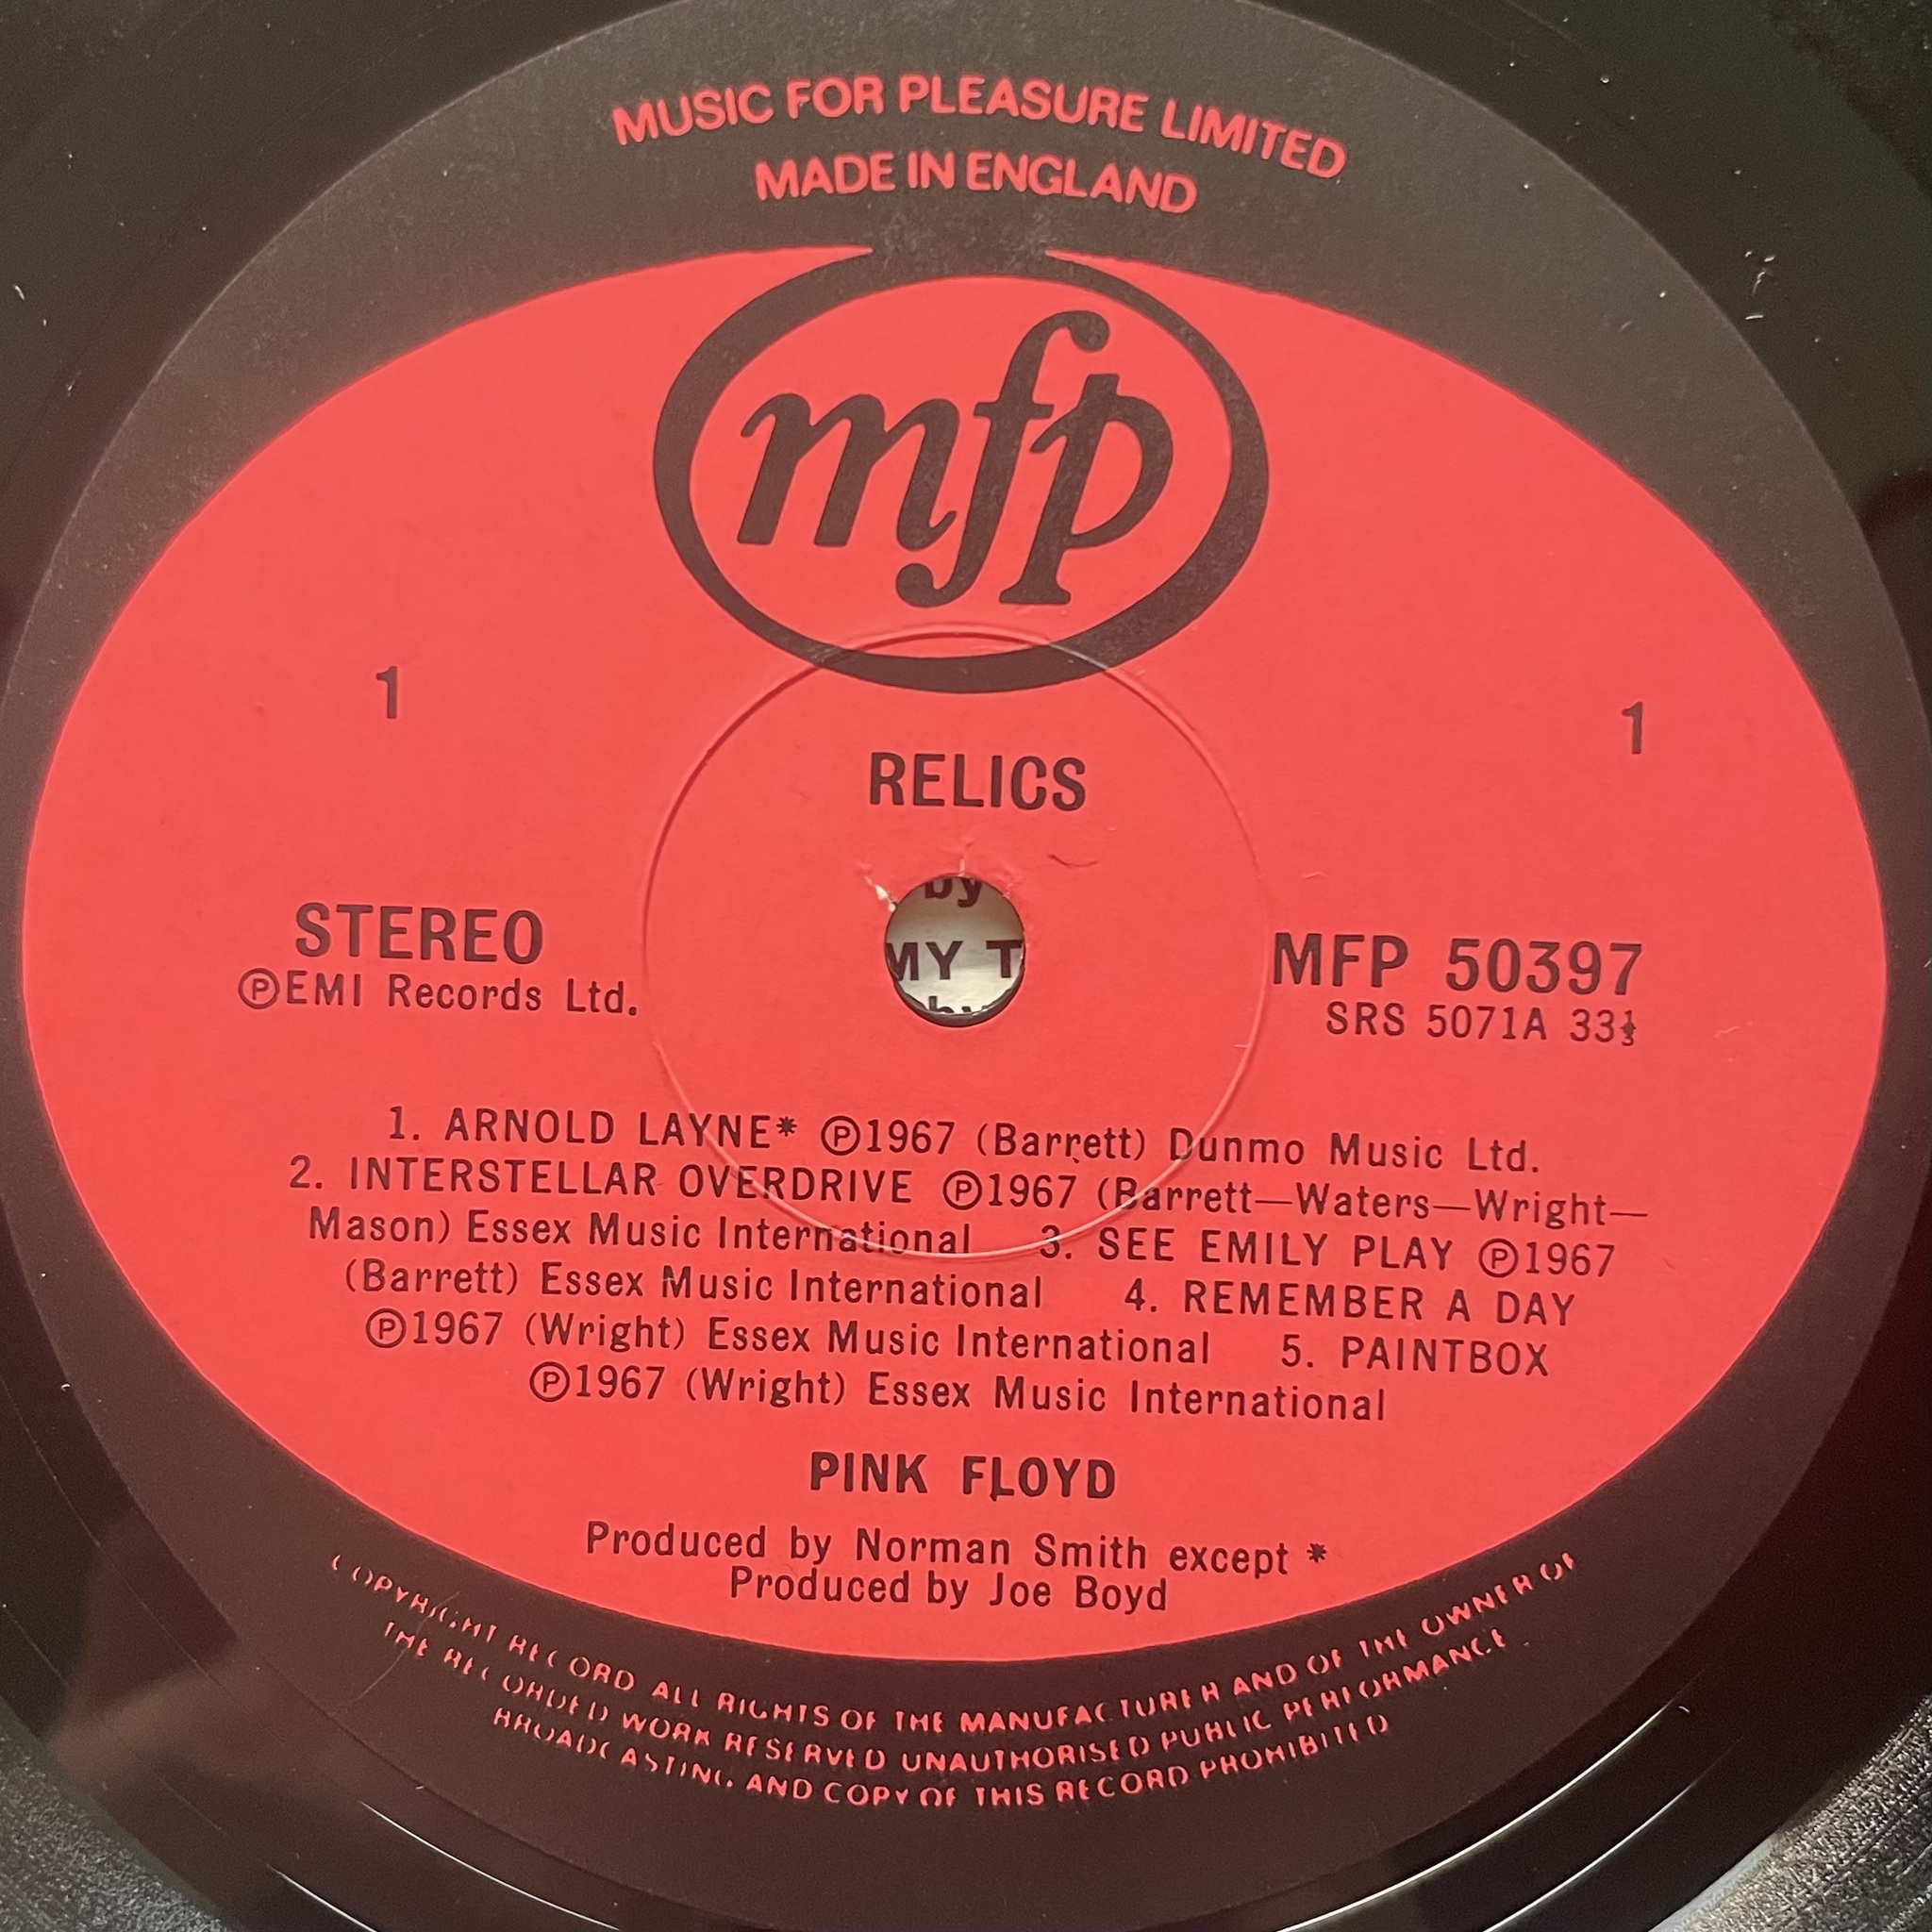 MUSIC FOR PLEASURE LIMITED
MADE IN ENGLAND
mfp
1
1
RELICS
STEREO
℗EMI Records Ltd.
by
MY T
by
MFP 50397
SRS 5071A 33⅓
1. ARNOLD LAYNE* ℗1967 (Barrett) Dunmo Music Ltd.
2. INTERSTELLAR OVERDRIVE ℗1967 (Barrett—Waters—Wright—
Mason) Essex Music International 3. SEE EMILY PLAY ℗1967
(Barrett) Essex Music International 4. REMEMBER A DAY
℗1967 (Wright) Essex Music International 5. PAINTBOX
℗1967 (Wright) Essex Music International
PINK FLOYD
Produced by Norman Smith except *
Produced by Joe Boyd
COPYRIGHT RECORD ALL RIGHTS OF THE MANUFACTURER AND OF THE OWNER OF
THE RECORDED WORK RESERVED UNAUTHORISED PUBLIC PERFORMANCE
BROADCASTING AND COPY OF THIS RECORD PROHIBITED